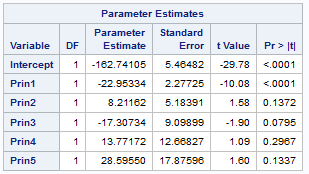 Parameter Estimates
Variable DF Parameter Estimate Standard Error t Value Pr > |t|
Intercept 1 -162.74105 5.46482 -29.78 <.0001
Prin1 1 -22.95334 2.27725 -10.08 <.0001
Prin2 1 8.21162 5.18391 1.58 0.1372
Prin3 1 -17.30734 9.09899 -1.90 0.0795
Prin4 1 13.77172 12.66827 1.09 0.2967
Prin5 1 28.59550 17.87596 1.60 0.1337